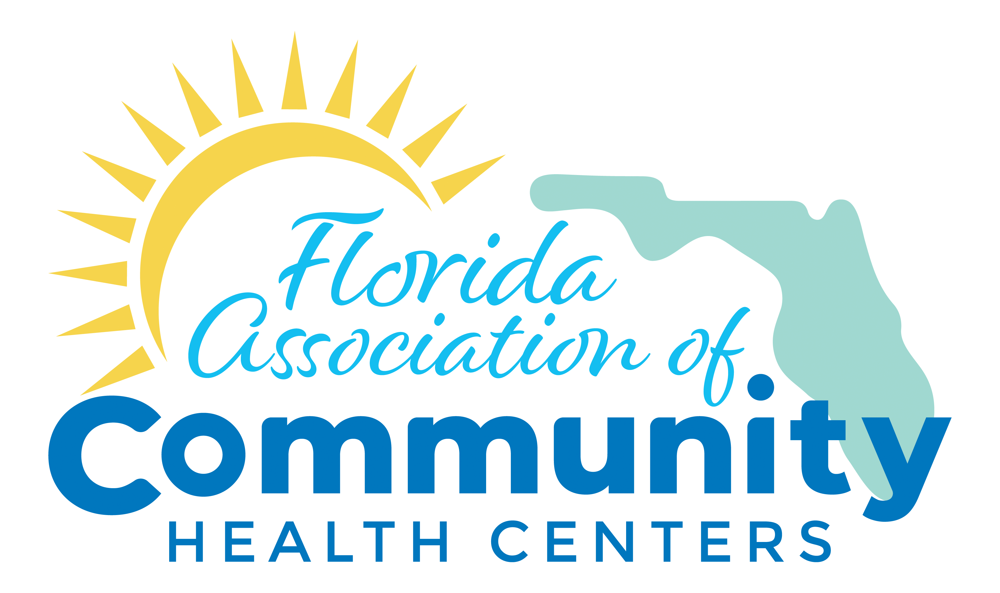 Florida
Association of
Community
HEALTH CENTERS